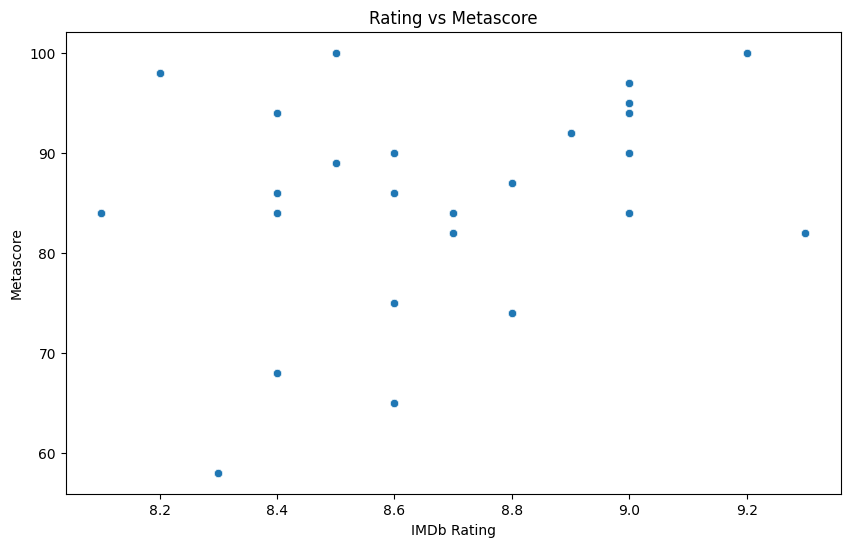 Rating vs Metascore
100
90
80
70
60
Metascore
8.2 8.4 8.6 8.8 9.0 9.2
IMDb Rating